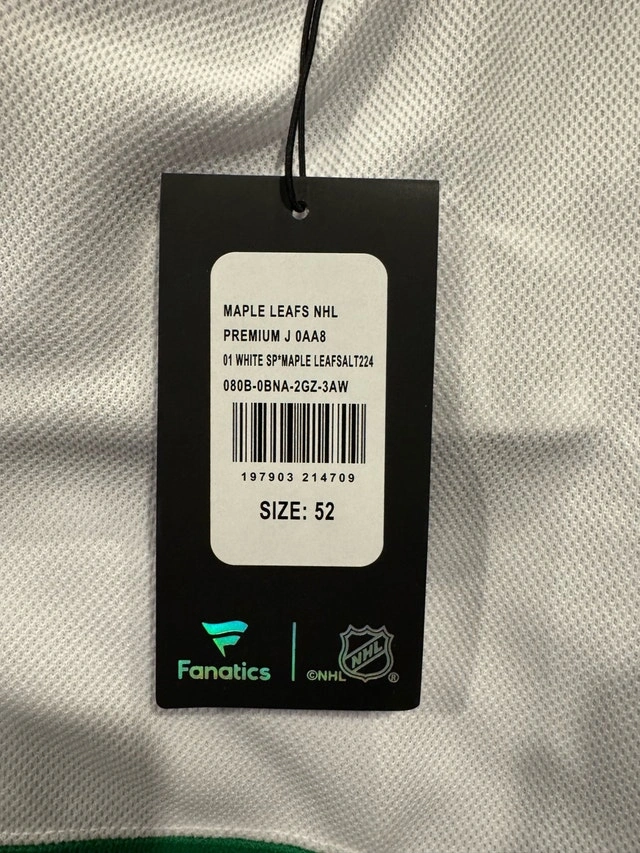 MAPLE LEAFS NHL
PREMIUM J 0AA8
01 WHITE SP*MAPLE LEAFSALT224
080B-0BNA-2GZ-3AW
197903 214709
SIZE: 52
Fanatics
©NHL
NHL
®